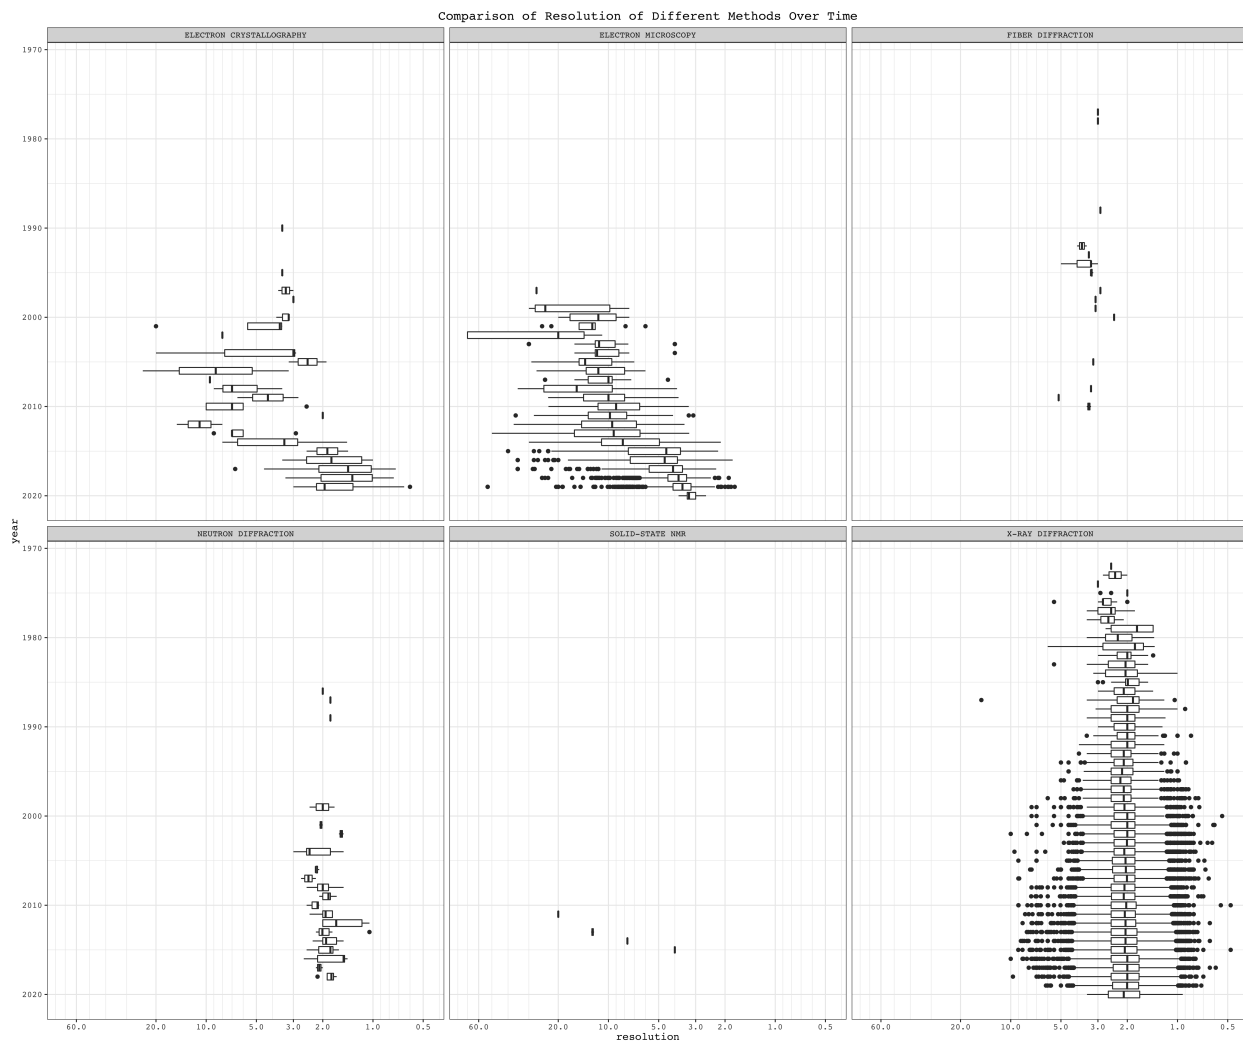 Comparison of Resolution of Different Methods Over Time
ELECTRON CRYSTALLOGRAPHY
ELECTRON MICROSCOPY
FIBER DIFFRACTION
1970
1980
1990
2000
2010
2020
year
NEUTRON DIFFRACTION
SOLID-STATE NMR
X-RAY DIFFRACTION
1970
1980
1990
2000
2010
2020
60.0 20.0 10.0 5.0 3.0 2.0 1.0 0.5
60.0 20.0 10.0 5.0 3.0 2.0 1.0 0.5
60.0 20.0 10.0 5.0 3.0 2.0 1.0 0.5
resolution